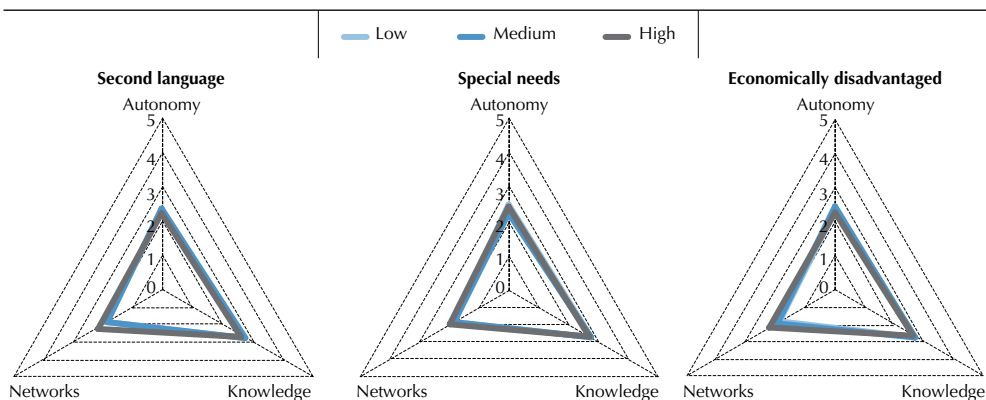 Low Medium High
Second language
Autonomy
5
4
3
2
1
0
Networks Knowledge
Special needs
Autonomy
5
4
3
2
1
0
Networks Knowledge
Economically disadvantaged
Autonomy
5
4
3
2
1
0
Networks Knowledge